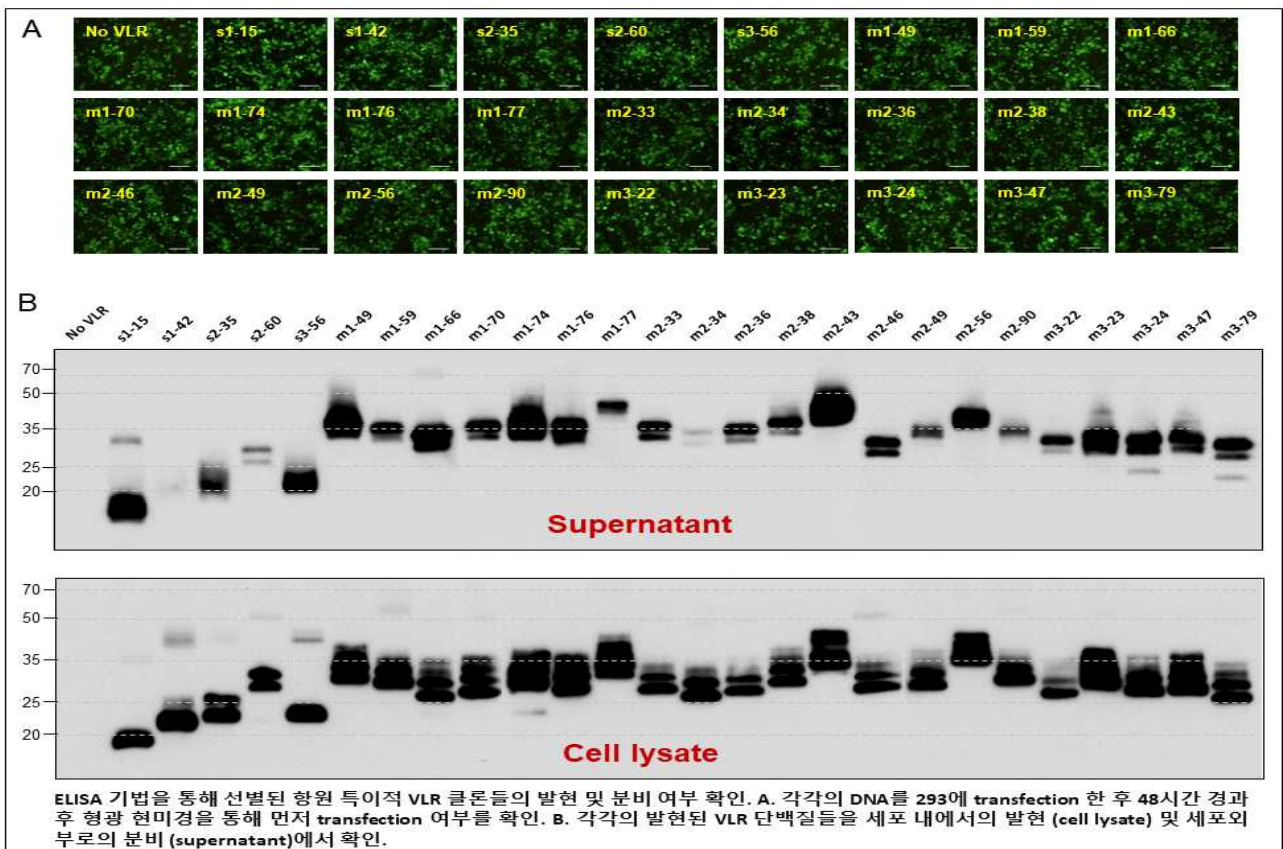 A
No VLR s1-15 s1-42 s2-35 s2-60 s3-56 m1-49 m1-59 m1-66
m1-70 m1-74 m1-76 m1-77 m2-33 m2-34 m2-36 m2-38 m2-43
m2-46 m2-49 m2-56 m2-90 m3-22 m3-23 m3-24 m3-47 m3-79
B
No VLR s1-15 s1-42 s2-35 s2-60 s3-56 m1-49 m1-59 m1-66 m1-70 m1-74 m1-76 m1-77 m2-33 m2-34 m2-36 m2-38 m2-43 m2-46 m2-49 m2-56 m2-90 m3-22 m3-23 m3-24 m3-47 m3-79
70
50
35
25
20
Supernatant
70
50
35
25
20
Cell lysate
ELISA 기법을 통해 선별된 항원 특이적 VLR 클론들의 발현 및 분비 여부 확인. A. 각각의 DNA를 293에 transfection 한 후 48시간 경과
후 형광 현미경을 통해 먼저 transfection 여부를 확인. B. 각각의 발현된 VLR 단백질들을 세포 내에서의 발현 (cell lysate) 및 세포외
부로의 분비 (supernatant)에서 확인.